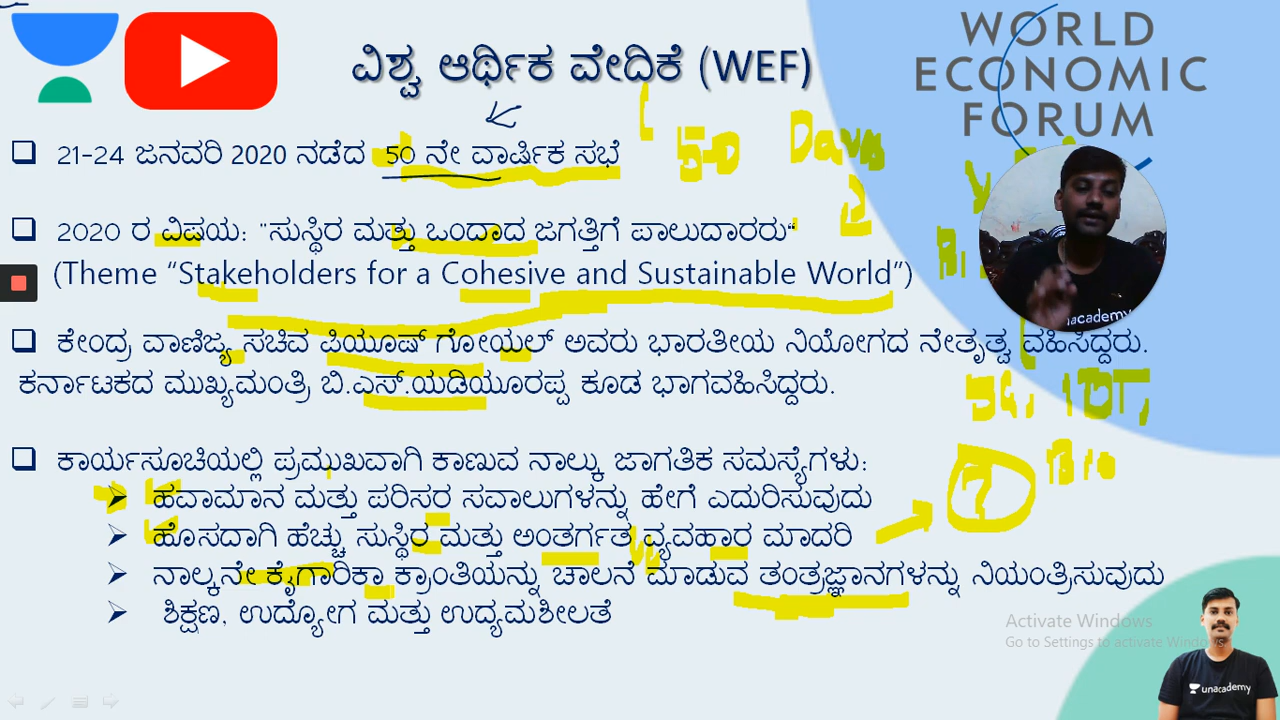 ವಿಶ್ವ ಆರ್ಥಿಕ ವೇದಿಕೆ (WEF)
WORLD
ECONOMIC
FORUM
21-24 ಜನವರಿ 2020 ನಡೆದ 50 ನೇ ವಾರ್ಷಿಕ ಸಭೆ
50
2020 ರ ವಿಷಯ: "ಸುಸ್ಥಿರ ಮತ್ತು ಒಂದಾದ ಜಗತ್ತಿಗೆ ಪಾಲುದಾರರು"
(Theme “Stakeholders for a Cohesive and Sustainable World”)
unacademy
ಕೇಂದ್ರ ವಾಣಿಜ್ಯ ಸಚಿವ ಪಿಯೂಷ್ ಗೋಯಲ್ ಅವರು ಭಾರತೀಯ ನಿಯೋಗದ ನೇತೃತ್ವ ವಹಿಸಿದ್ದರು.
ಕರ್ನಾಟಕದ ಮುಖ್ಯಮಂತ್ರಿ ಬಿ.ಎಸ್.ಯಡಿಯೂರಪ್ಪ ಕೂಡ ಭಾಗವಹಿಸಿದ್ದರು.
5G, IOT,
ಕಾರ್ಯಸೂಚಿಯಲ್ಲಿ ಪ್ರಮುಖವಾಗಿ ಕಾಣುವ ನಾಲ್ಕು ಜಾಗತಿಕ ಸಮಸ್ಯೆಗಳು:
ಹವಾಮಾನ ಮತ್ತು ಪರಿಸರ ಸವಾಲುಗಳನ್ನು ಹೇಗೆ ಎದುರಿಸುವುದು
?
ಹೊಸದಾಗಿ ಹೆಚ್ಚು ಸುಸ್ಥಿರ ಮತ್ತು ಅಂತರ್ಗತ ವ್ಯವಹಾರ ಮಾದರಿ
ನಾಲ್ಕನೇ ಕೈಗಾರಿಕಾ ಕ್ರಾಂತಿಯನ್ನು ಚಾಲನೆ ಮಾಡುವ ತಂತ್ರಜ್ಞಾನಗಳನ್ನು ನಿಯಂತ್ರಿಸುವುದು
ಶಿಕ್ಷಣ, ಉದ್ಯೋಗ ಮತ್ತು ಉದ್ಯಮಶೀಲತೆ
Activate Windows
Go to Settings to activate Windows
unacademy